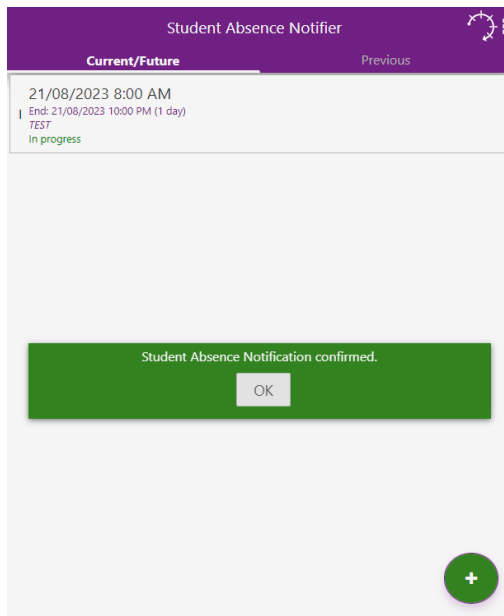 Student Absence Notifier
Current/Future Previous
21/08/2023 8:00 AM
End: 21/08/2023 10:00 PM (1 day)
TEST
In progress
Student Absence Notification confirmed.
OK
+